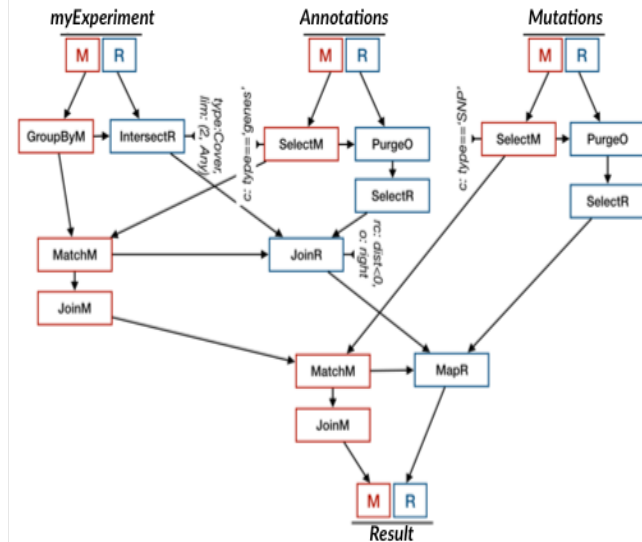 myExperiment
Annotations
Mutations
M R
M R
M R
type:Cover,
lim: (2, Any)
c: type=='genes'
c: type=='SNP'
GroupByM
IntersectR
SelectM
PurgeO
SelectM
PurgeO
SelectR
SelectR
MatchM
JoinR
rc: dist<0,
o: right
JoinM
MatchM
MapR
JoinM
M R
Result